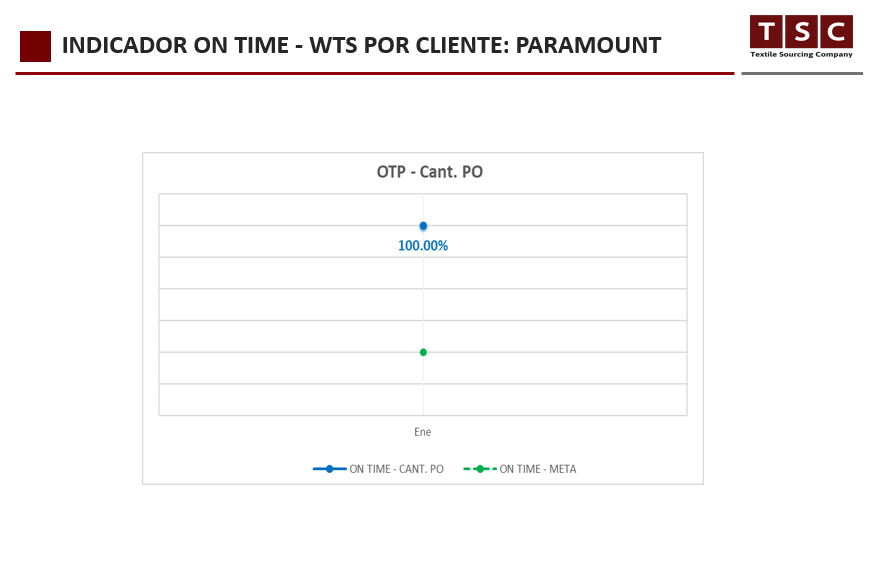 INDICADOR ON TIME - WTS POR CLIENTE: PARAMOUNT
TSC
Textile Sourcing Company
OTP - Cant. PO
100.00%
Ene
ON TIME - CANT. PO
ON TIME - META